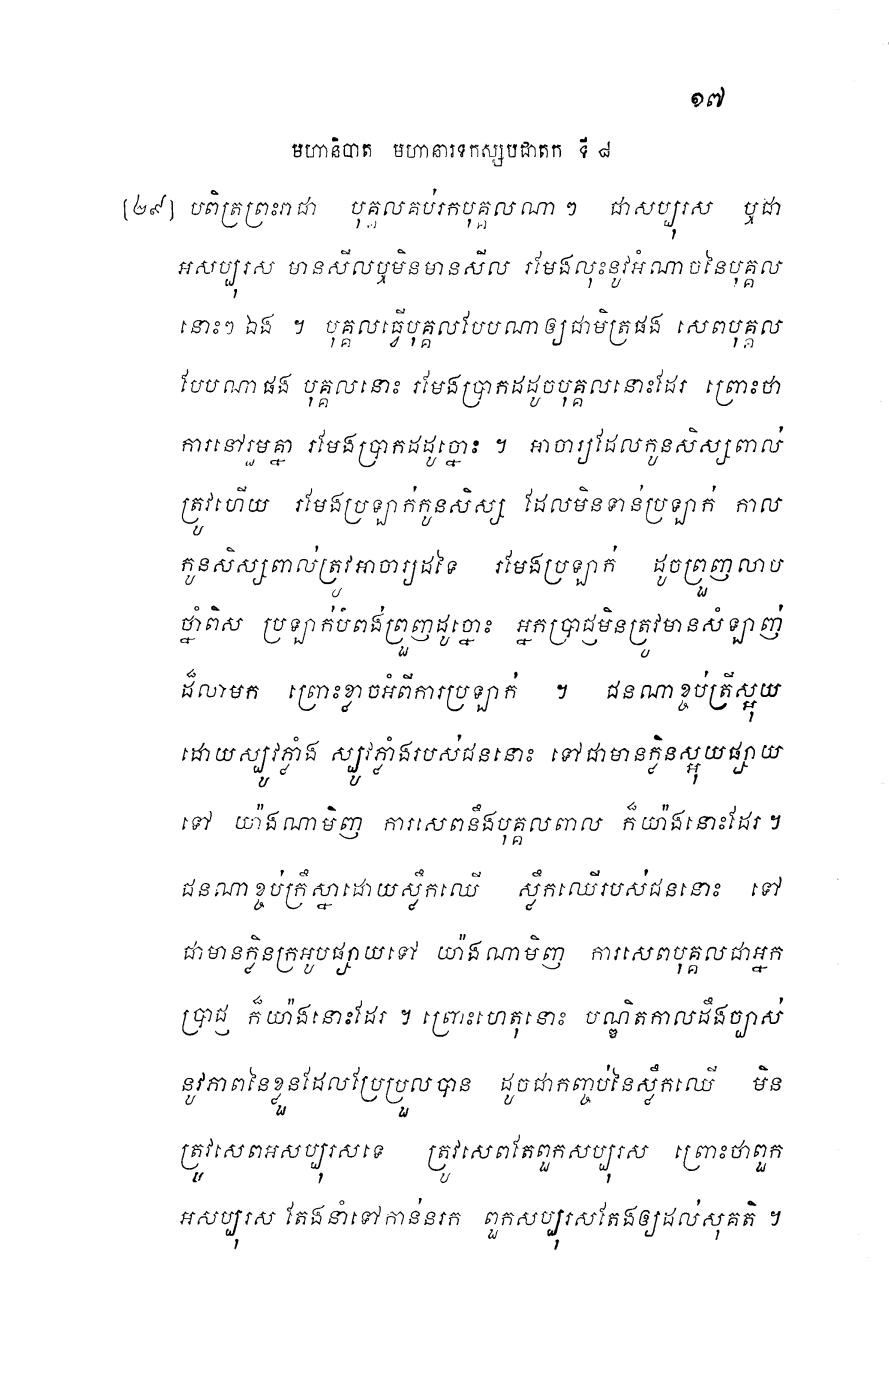 ១៧
មហានិបាត មហានារទកស្សបជាតក ទី ៨
[២៩] បពិត្រព្រះរាជា បុគ្គលគប់រកបុគ្គលណា ៗ ជាសប្បុរស ឬជា
អសប្បុរស មានសីលឬមិនមានសីល រមែងលុះនូវអំណាចនៃបុគ្គល
នោះៗ ឯង ។ បុគ្គលធ្វើបុគ្គលបែបណាឲ្យជាមិត្រផង សេពបុគ្គល
បែបណាផង បុគ្គលនោះ រមែងប្រាកដដូចបុគ្គលនោះដែរ ព្រោះថា
ការនៅរួមគ្នា រមែងប្រាកដដូច្នោះ ។ អាចារ្យដែលកូនសិស្សពាល់
ត្រូវហើយ រមែងប្រឡាក់កូនសិស្ស ដែលមិនទាន់ប្រឡាក់ កាល
កូនសិស្សពាល់ត្រូវអាចារ្យដទៃ រមែងប្រឡាក់ ដូចព្រួញលាប
ថ្នាំពិស ប្រឡាក់បំពង់ព្រួញដូច្នោះ អ្នកប្រាជ្ញមិនត្រូវមានសំឡាញ់
ដ៏លាមក ព្រោះខ្លាចអំពីការប្រឡាក់ ។ ជនណាខ្ចប់ត្រីស្អុយ
ដោយស្បូវភ្លាំង ស្បូវភ្លាំងរបស់ជននោះ ទៅជាមានក្លិនស្អុយផ្សាយ
ទៅ យ៉ាងណាមិញ ការសេពនឹងបុគ្គលពាល ក៏យ៉ាងនោះដែរ ។
ជនណាខ្ចប់ក្រឹស្នាដោយស្លឹកឈើ ស្លឹកឈើរបស់ជននោះ ទៅ
ជាមានក្លិនក្រអូបផ្សាយទៅ យ៉ាងណាមិញ ការសេពបុគ្គលជាអ្នក
ប្រាជ្ញ ក៏យ៉ាងនោះដែរ ។ ព្រោះហេតុនោះ បណ្ឌិតកាលដឹងច្បាស់
នូវភាពនៃខ្លួនដែលប្រែប្រួលបាន ដូចជាកញ្ចប់នៃស្លឹកឈើ មិន
ត្រូវសេពអសប្បុរសទេ ត្រូវសេពតែពួកសប្បុរស ព្រោះថាពួក
អសប្បុរស តែងនាំទៅកាន់នរក ពួកសប្បុរសតែងឲ្យដល់សុគតិ ។